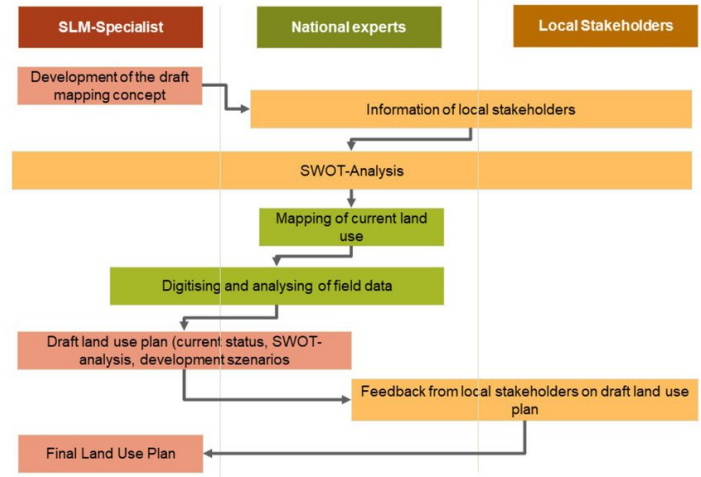 SLM-Specialist
National experts
Local Stakeholders
Development of the draft
mapping concept
Information of local stakeholders
SWOT-Analysis
Mapping of current land
use
Digitising and analysing of field data
Draft land use plan (current status, SWOT-
analysis, development szenarios
Feedback from local stakeholders on draft land use
plan
Final Land Use Plan